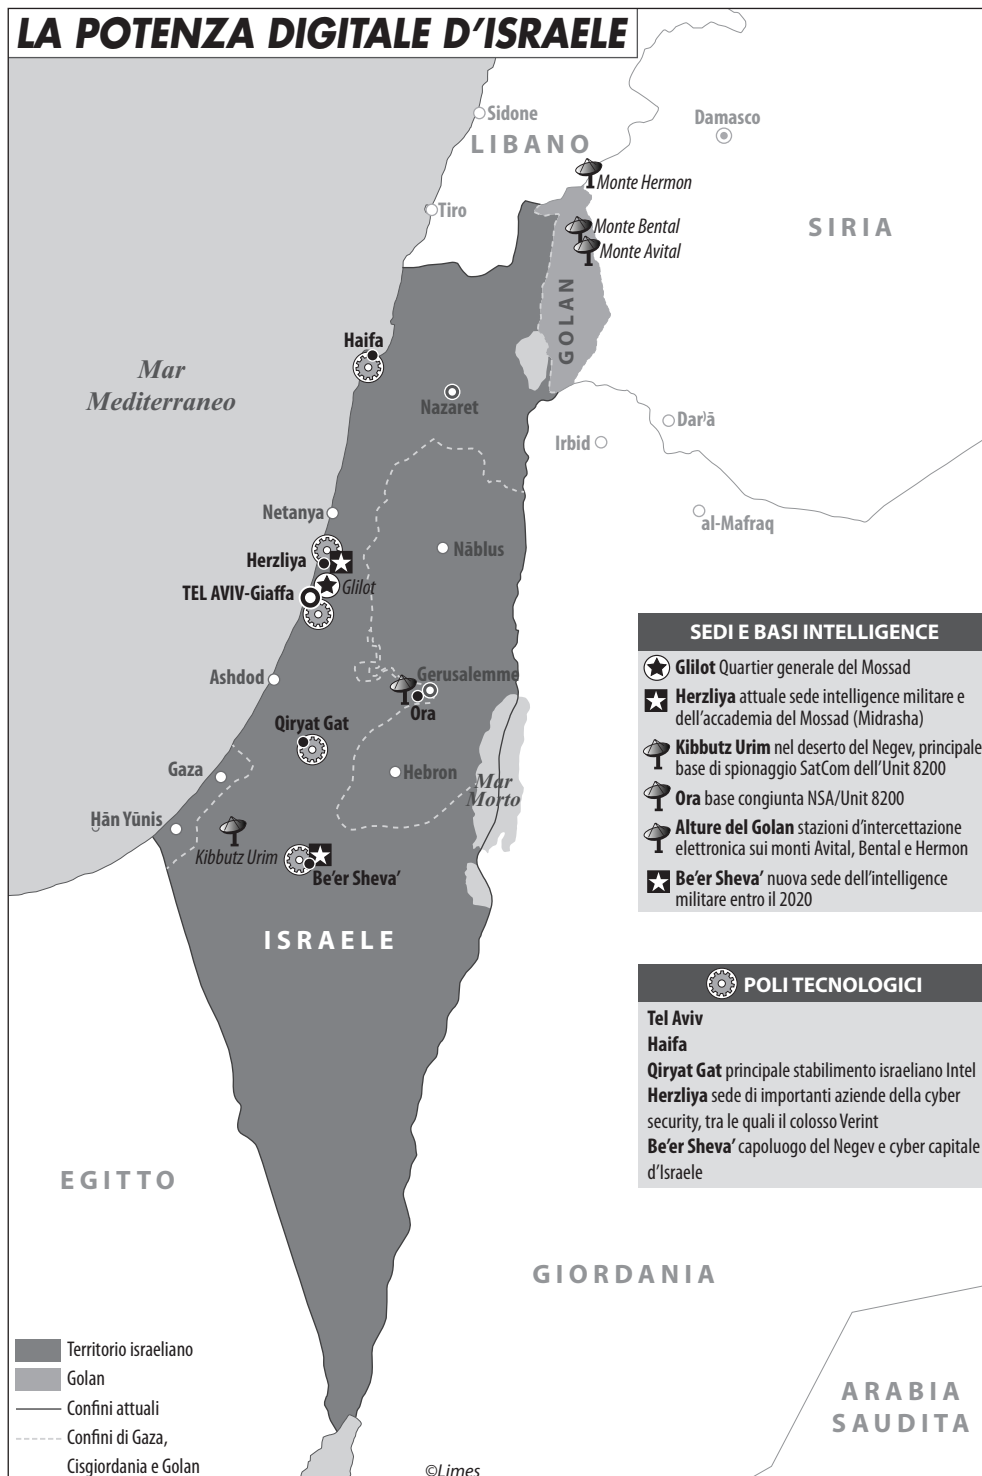 LA POTENZA DIGITALE D'ISRAELE
Sidone
LIBANO
Damasco
Monte Hermon
Tiro
Monte Bental
SIRIA
Monte Avital
GOLAN
Haifa
Mar
Mediterraneo
Nazaret
Irbid
Darʾā
Netanya
al-Mafraq
Nāblus
Herzliya
TEL AVIV-Giaffa
Glilot
Ashdod
Gerusalemme
Ora
Qiryat Gat
Gaza
Hebron
Mar
Morto
Ḫān Yūnis
Kibbutz Urim
Be'er Sheva'
ISRAELE
SEDI E BASI INTELLIGENCE
Glilot Quartier generale del Mossad
Herzliya attuale sede intelligence militare e
dell'accademia del Mossad (Midrasha)
Kibbutz Urim nel deserto del Negev, principale
base di spionaggio SatCom dell'Unit 8200
Ora base congiunta NSA/Unit 8200
Alture del Golan stazioni d'intercettazione
elettronica sui monti Avital, Bental e Hermon
Be'er Sheva' nuova sede dell'intelligence
militare entro il 2020
POLI TECNOLOGICI
Tel Aviv
Haifa
Qiryat Gat principale stabilimento israeliano Intel
Herzliya sede di importanti aziende della cyber
security, tra le quali il colosso Verint
Be'er Sheva' capoluogo del Negev e cyber capitale
d'Israele
EGITTO
GIORDANIA
ARABIA
SAUDITA
Territorio israeliano
Golan
Confini attuali
Confini di Gaza,
Cisgiordania e Golan
©Limes